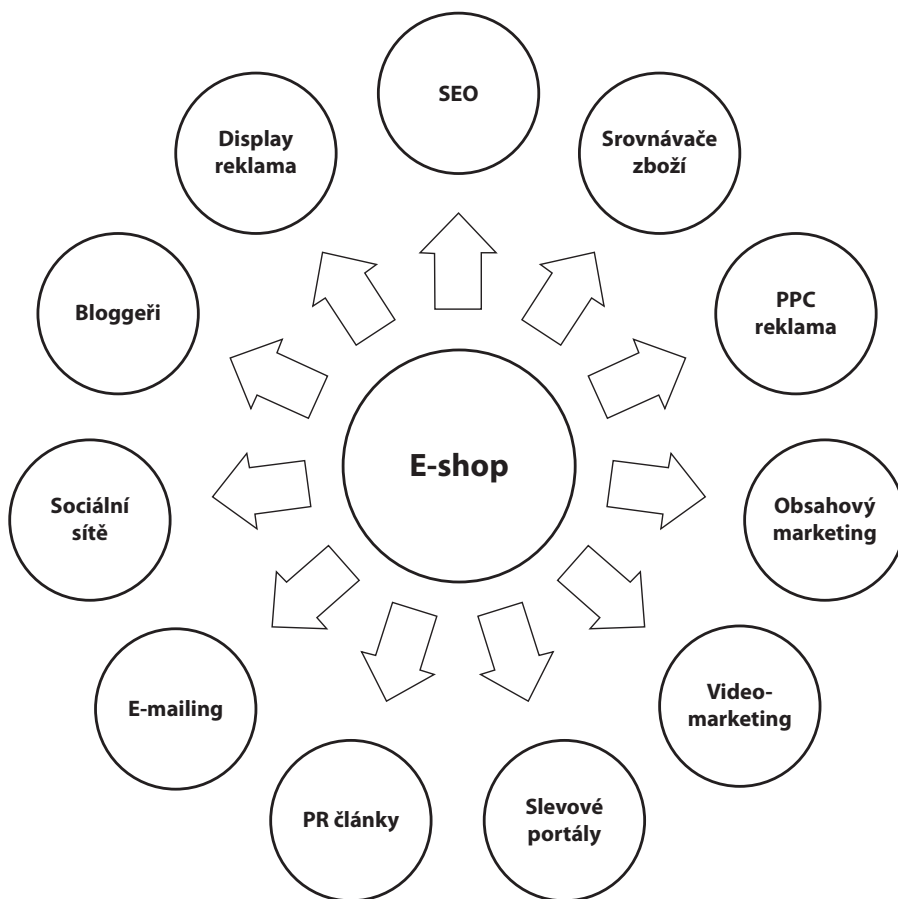 SEO
Srovnávače
zboží
PPC
reklama
Obsahový
marketing
Video-
marketing
Slevové
portály
PR články
E-mailing
Sociální
sítě
Bloggeři
Display
reklama
E-shop